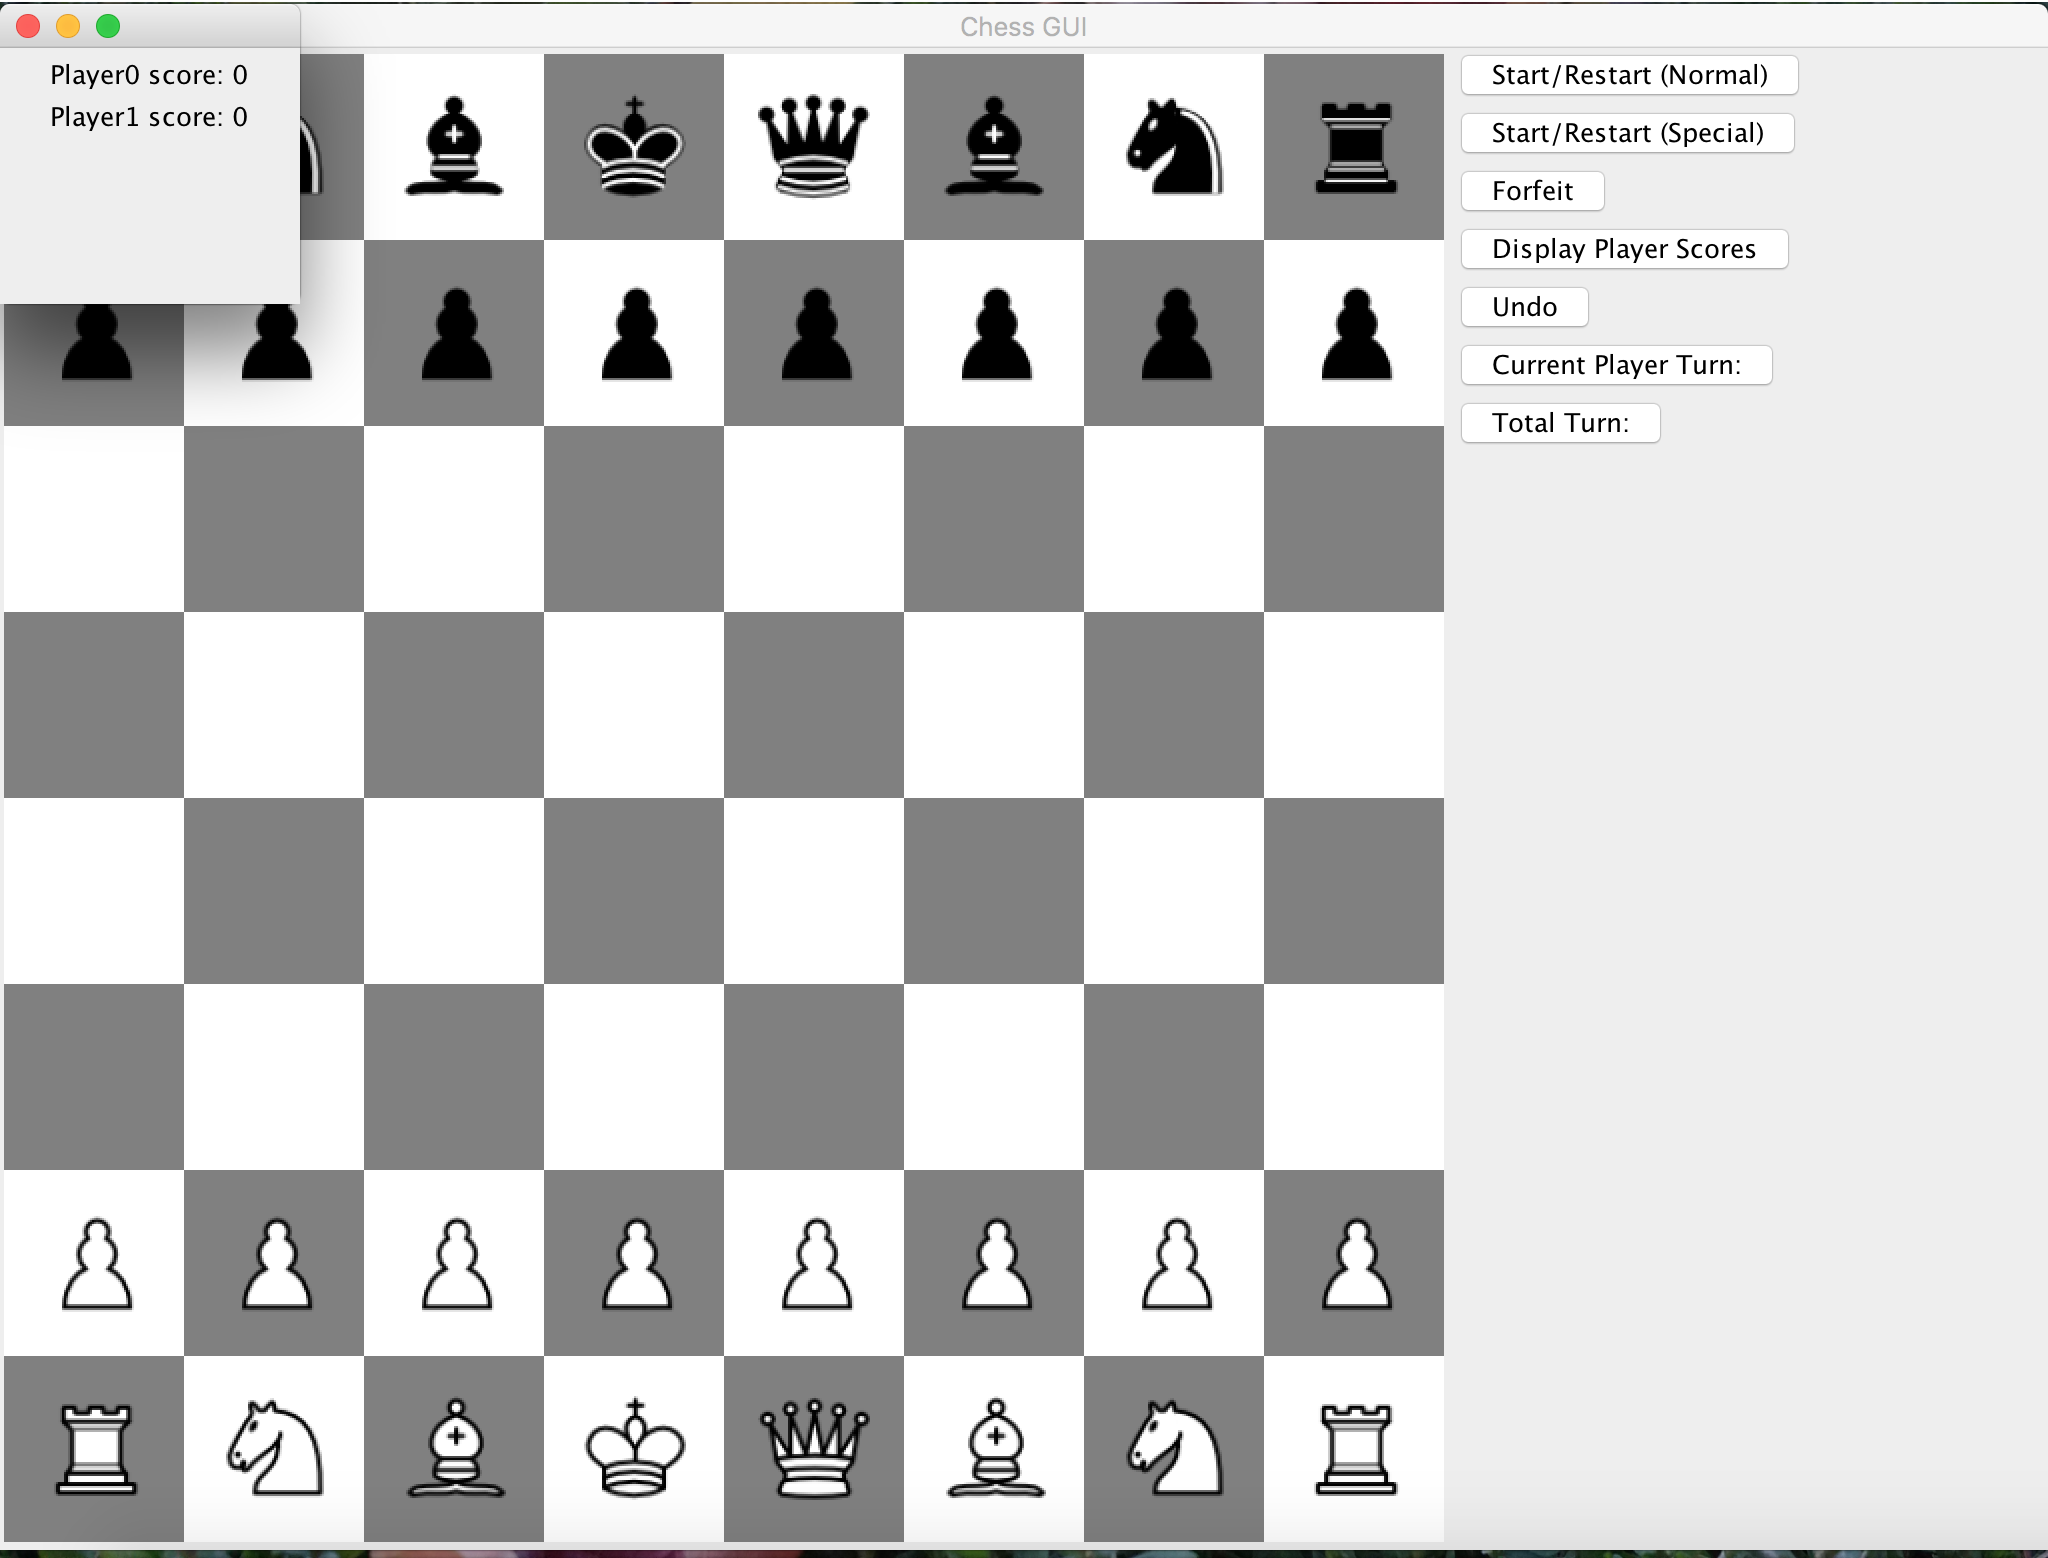 Chess GUI
Player0 score: 0
Player1 score: 0
Start/Restart (Normal)
Start/Restart (Special)
Forfeit
Display Player Scores
Undo
Current Player Turn:
Total Turn: